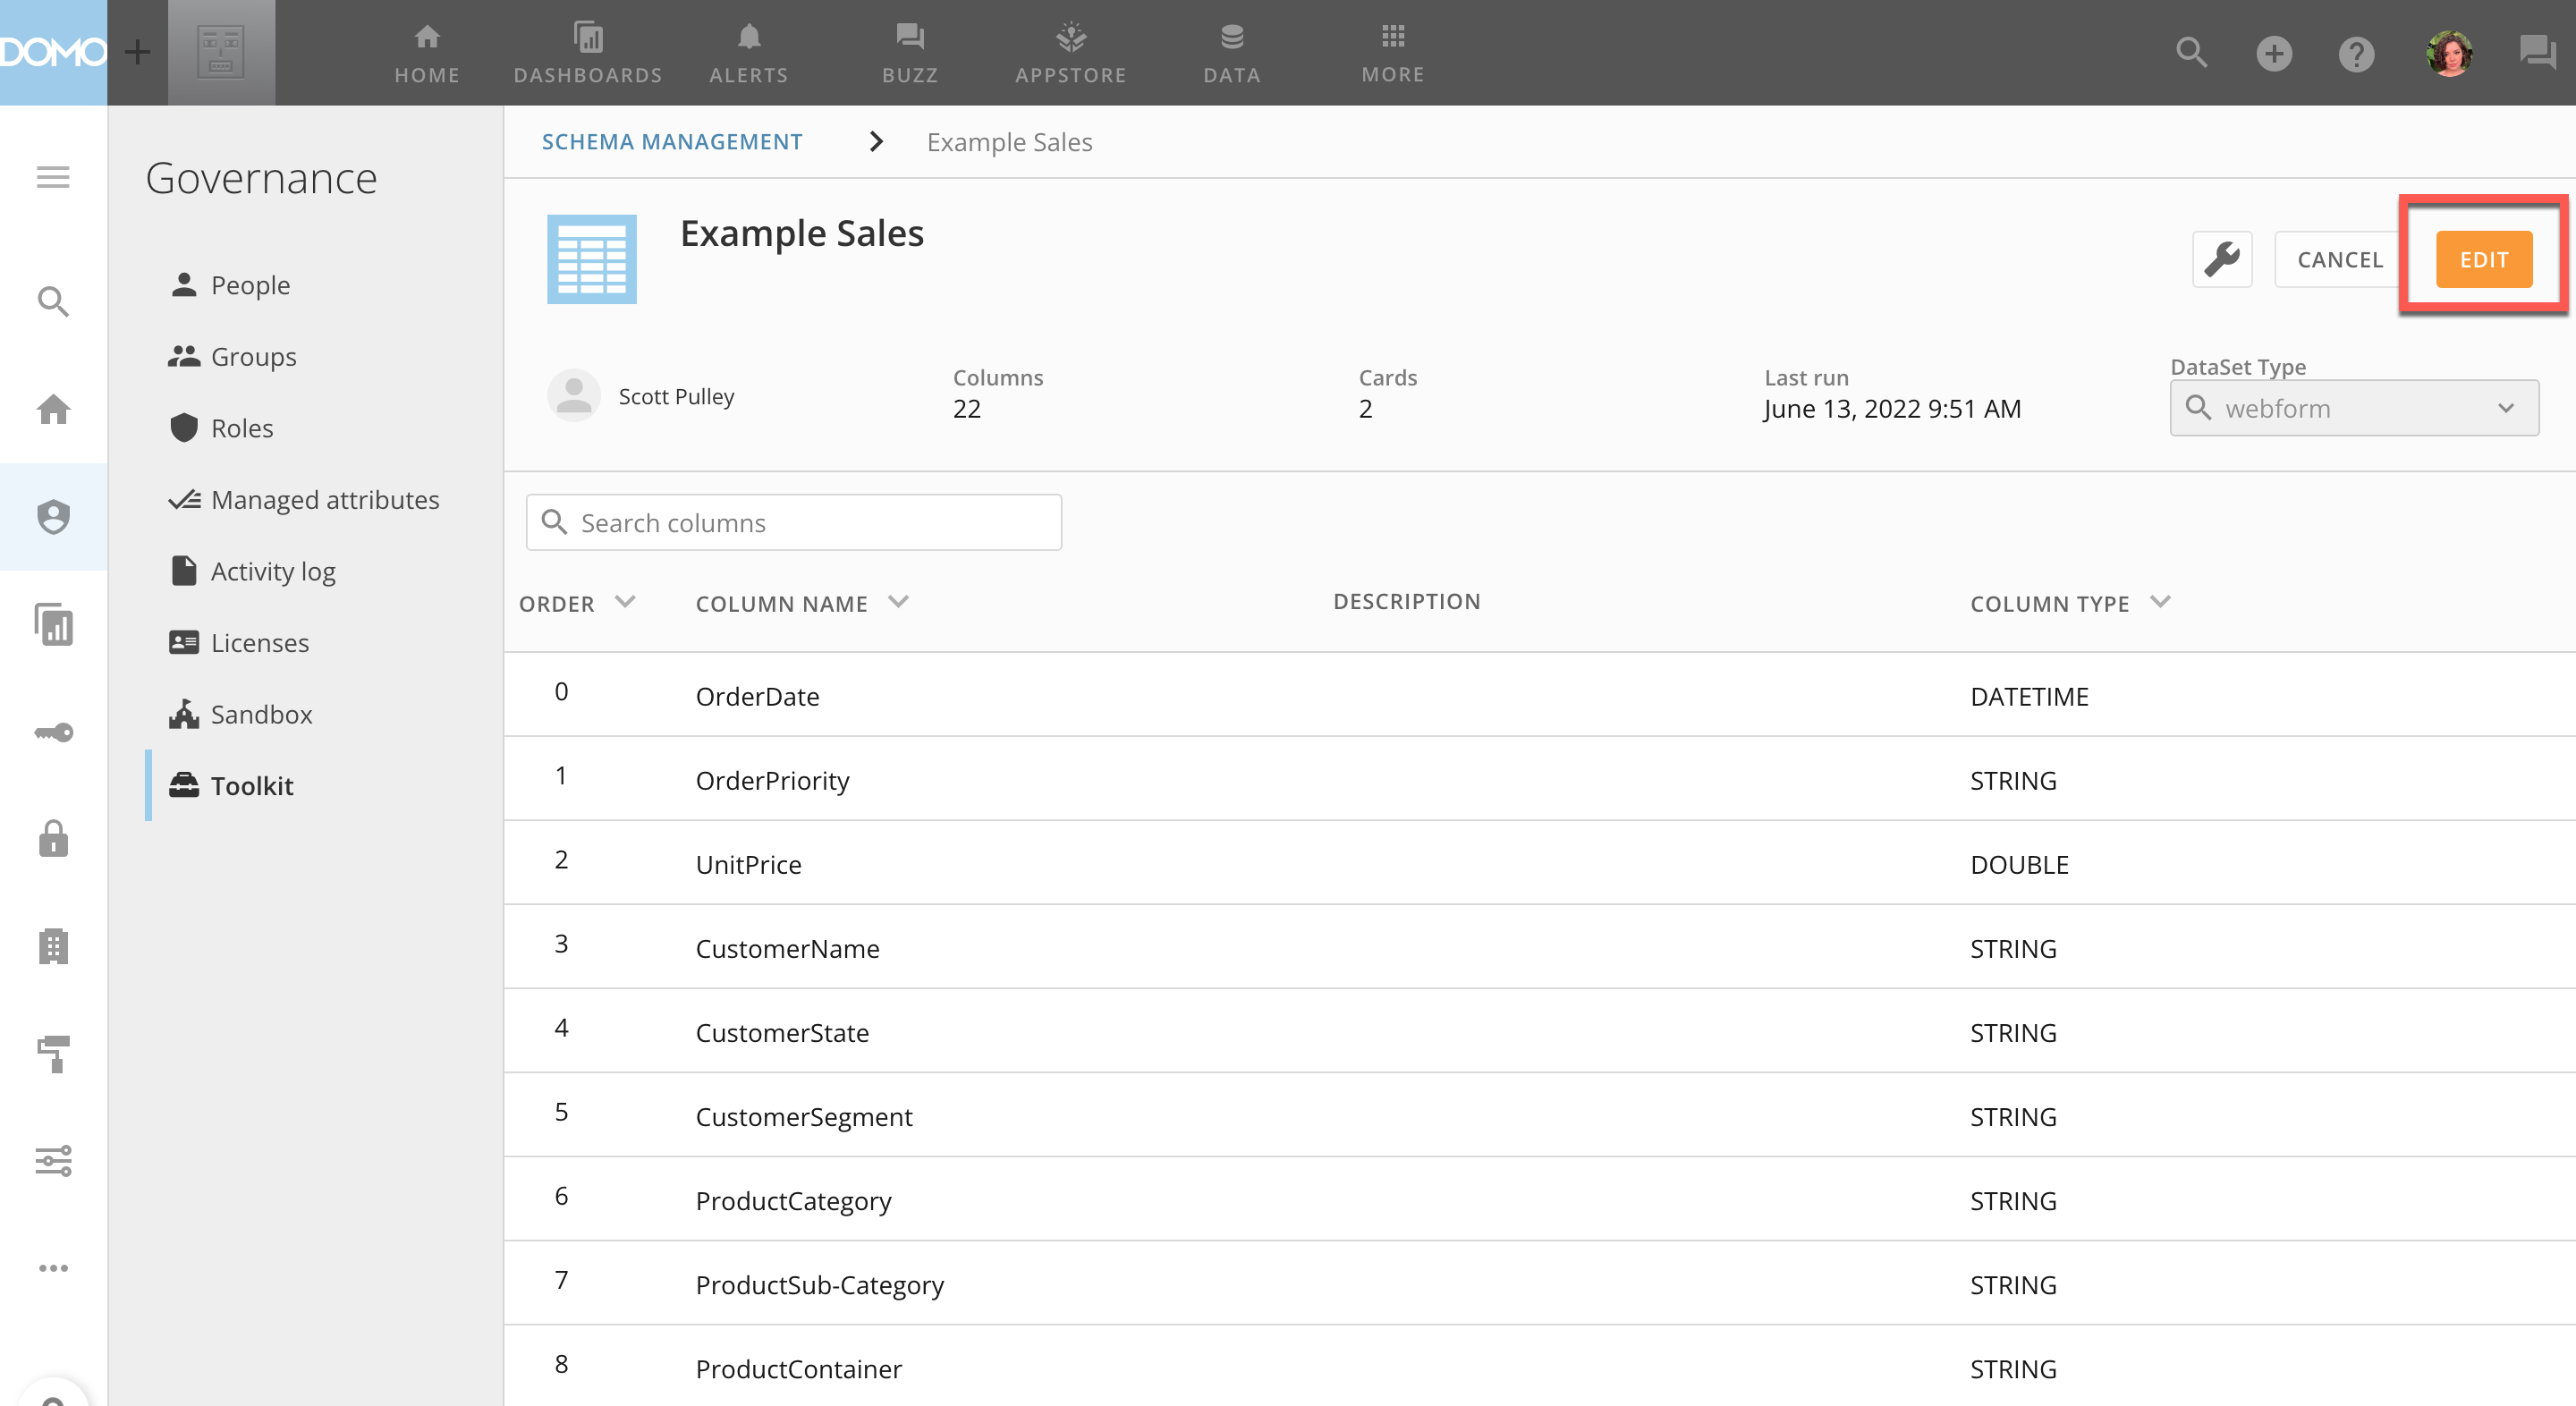 DOMO
HOME
DASHBOARDS
ALERTS
BUZZ
APPSTORE
DATA
MORE
Governance
People
Groups
Roles
Managed attributes
Activity log
Licenses
Sandbox
Toolkit
SCHEMA MANAGEMENT > Example Sales
Example Sales
CANCEL
EDIT
Scott Pulley
Columns
22
Cards
2
Last run
June 13, 2022 9:51 AM
DataSet Type
webform
Search columns
ORDER COLUMN NAME DESCRIPTION COLUMN TYPE
0 OrderDate DATETIME
1 OrderPriority STRING
2 UnitPrice DOUBLE
3 CustomerName STRING
4 CustomerState STRING
5 CustomerSegment STRING
6 ProductCategory STRING
7 ProductSub-Category STRING
8 ProductContainer STRING